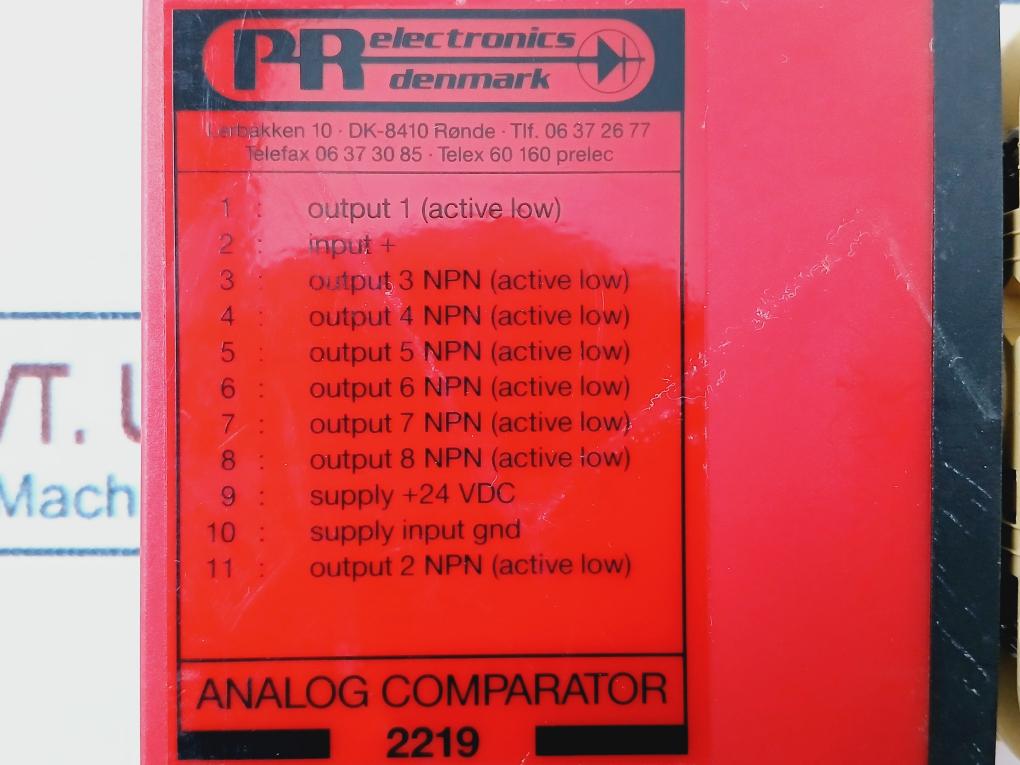 PR electronics
denmark
Lerbakken 10 · DK-8410 Rønde · Tlf. 06 37 26 77
Telefax 06 37 30 85 · Telex 60 160 prelec
1 : output 1 (active low)
2 : input +
3 : output 3 NPN (active low)
4 : output 4 NPN (active low)
5 : output 5 NPN (active low)
6 : output 6 NPN (active low)
7 : output 7 NPN (active low)
8 : output 8 NPN (active low)
9 : supply +24 VDC
10 : supply input gnd
11 : output 2 NPN (active low)
ANALOG COMPARATOR
2219
VT. U
Mach